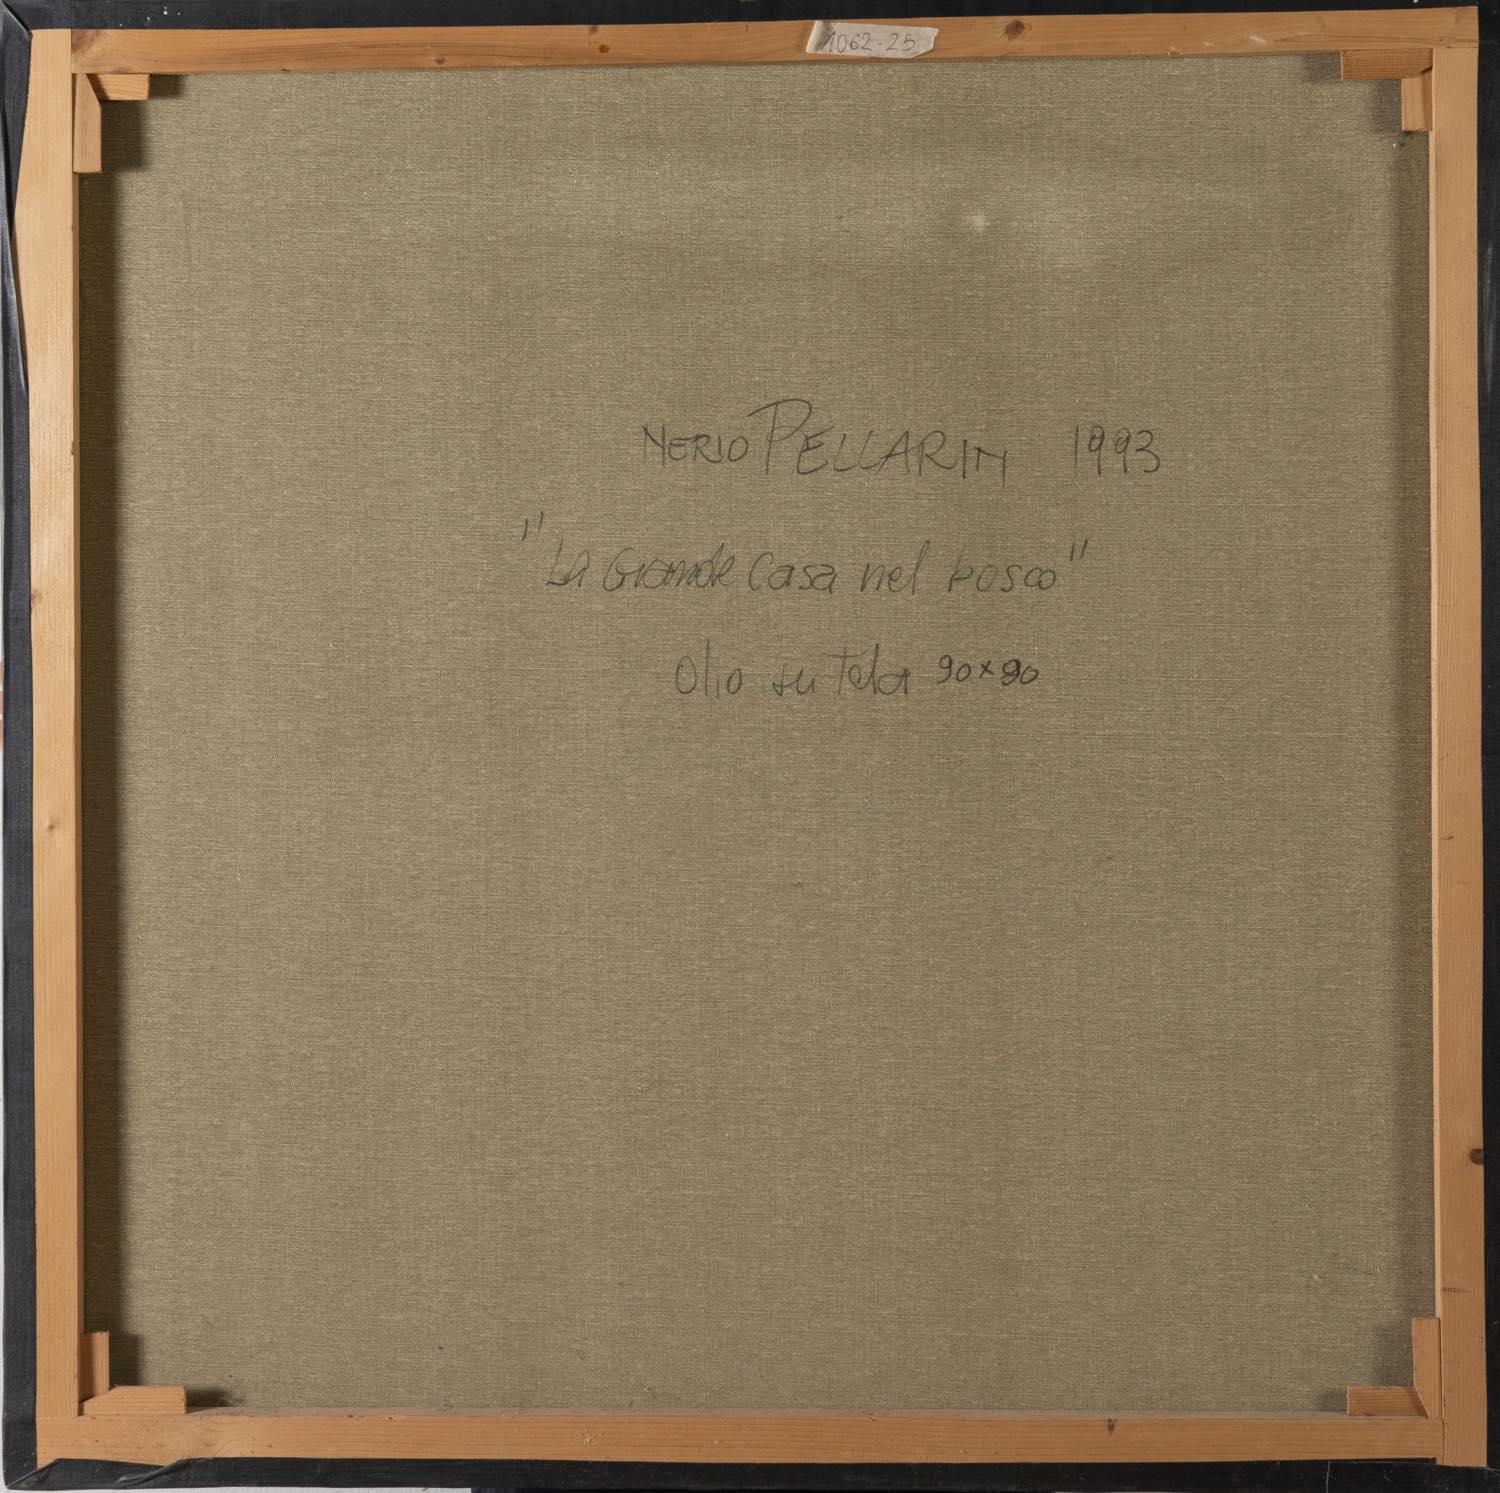 1062-25
NERIO PELLARIN 1993
"La Grande Casa nel bosco"
Olio su Tela 90x90